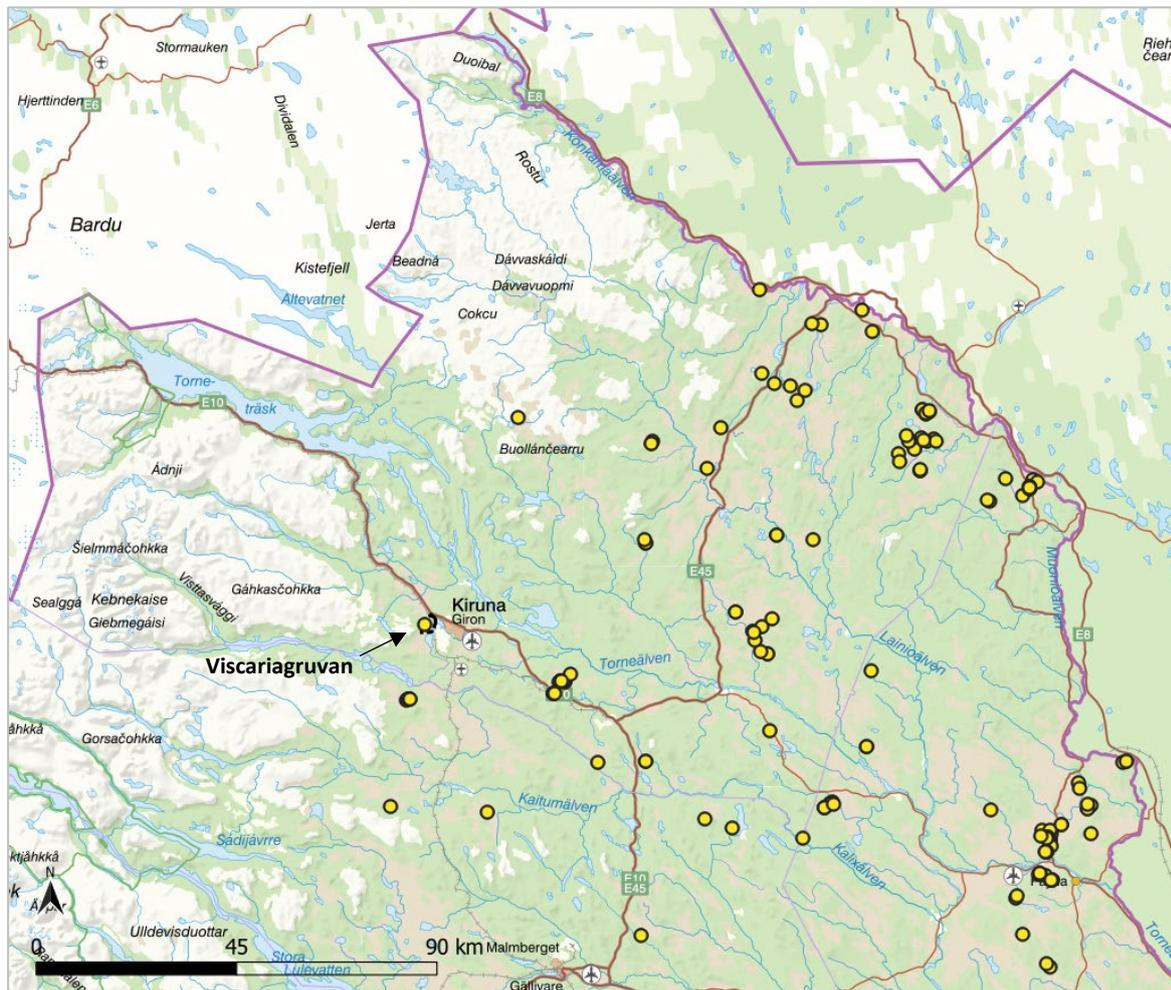 Stormauken
Duoibal
Hjerttinden
E6
E8
Dividalen
Könkämäälven
Rostu
Bardu
Jerta
Beadnå
Dávvaskáidi
Kistefjell
Dávvavuopmi
Altevatnet
Cokcu
Torne-
träsk
E10
Buollánčearru
Ádnji
Šielmmáčohkka
E45
Visttasvággi
Gáhkasčohkka
Sealggá
Kebnekaise
Giebmegáisi
Kiruna
Giron
Muonioälven
E8
Lainioälven
Viscariagruvan
Torneälven
Gorsačohkka
Kaitumälven
Sádijávrre
Kalixälven
E10
E45
N
Ulldevisduottar
0 45 90 km
Malmberget
Stora
Lulevatten
Gällivare